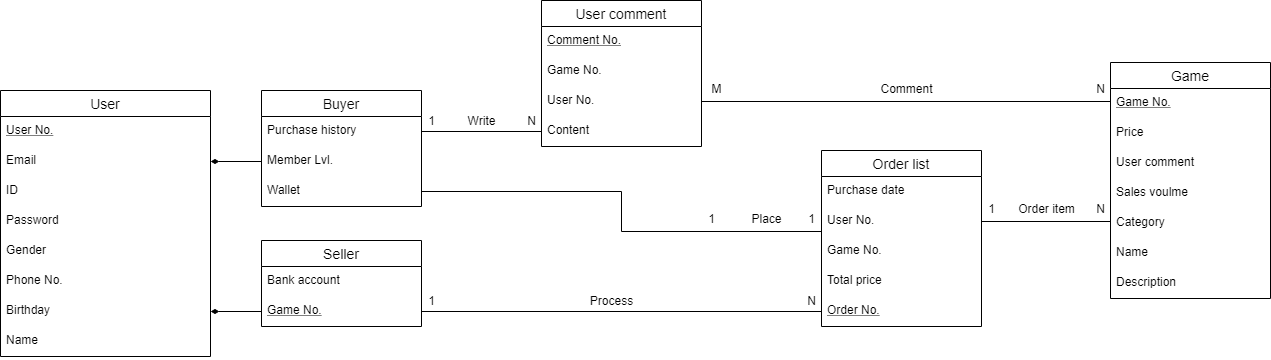 User
User No.
Email
ID
Password
Gender
Phone No.
Birthday
Name
Buyer
Purchase history
Member Lvl.
Wallet
Seller
Bank account
Game No.
1 Write N
User comment
Comment No.
Game No.
User No.
Content
M Comment N
1 Place 1
1 Process N
Order list
Purchase date
User No.
Game No.
Total price
Order No.
1 Order item N
Game
Game No.
Price
User comment
Sales voulme
Category
Name
Description